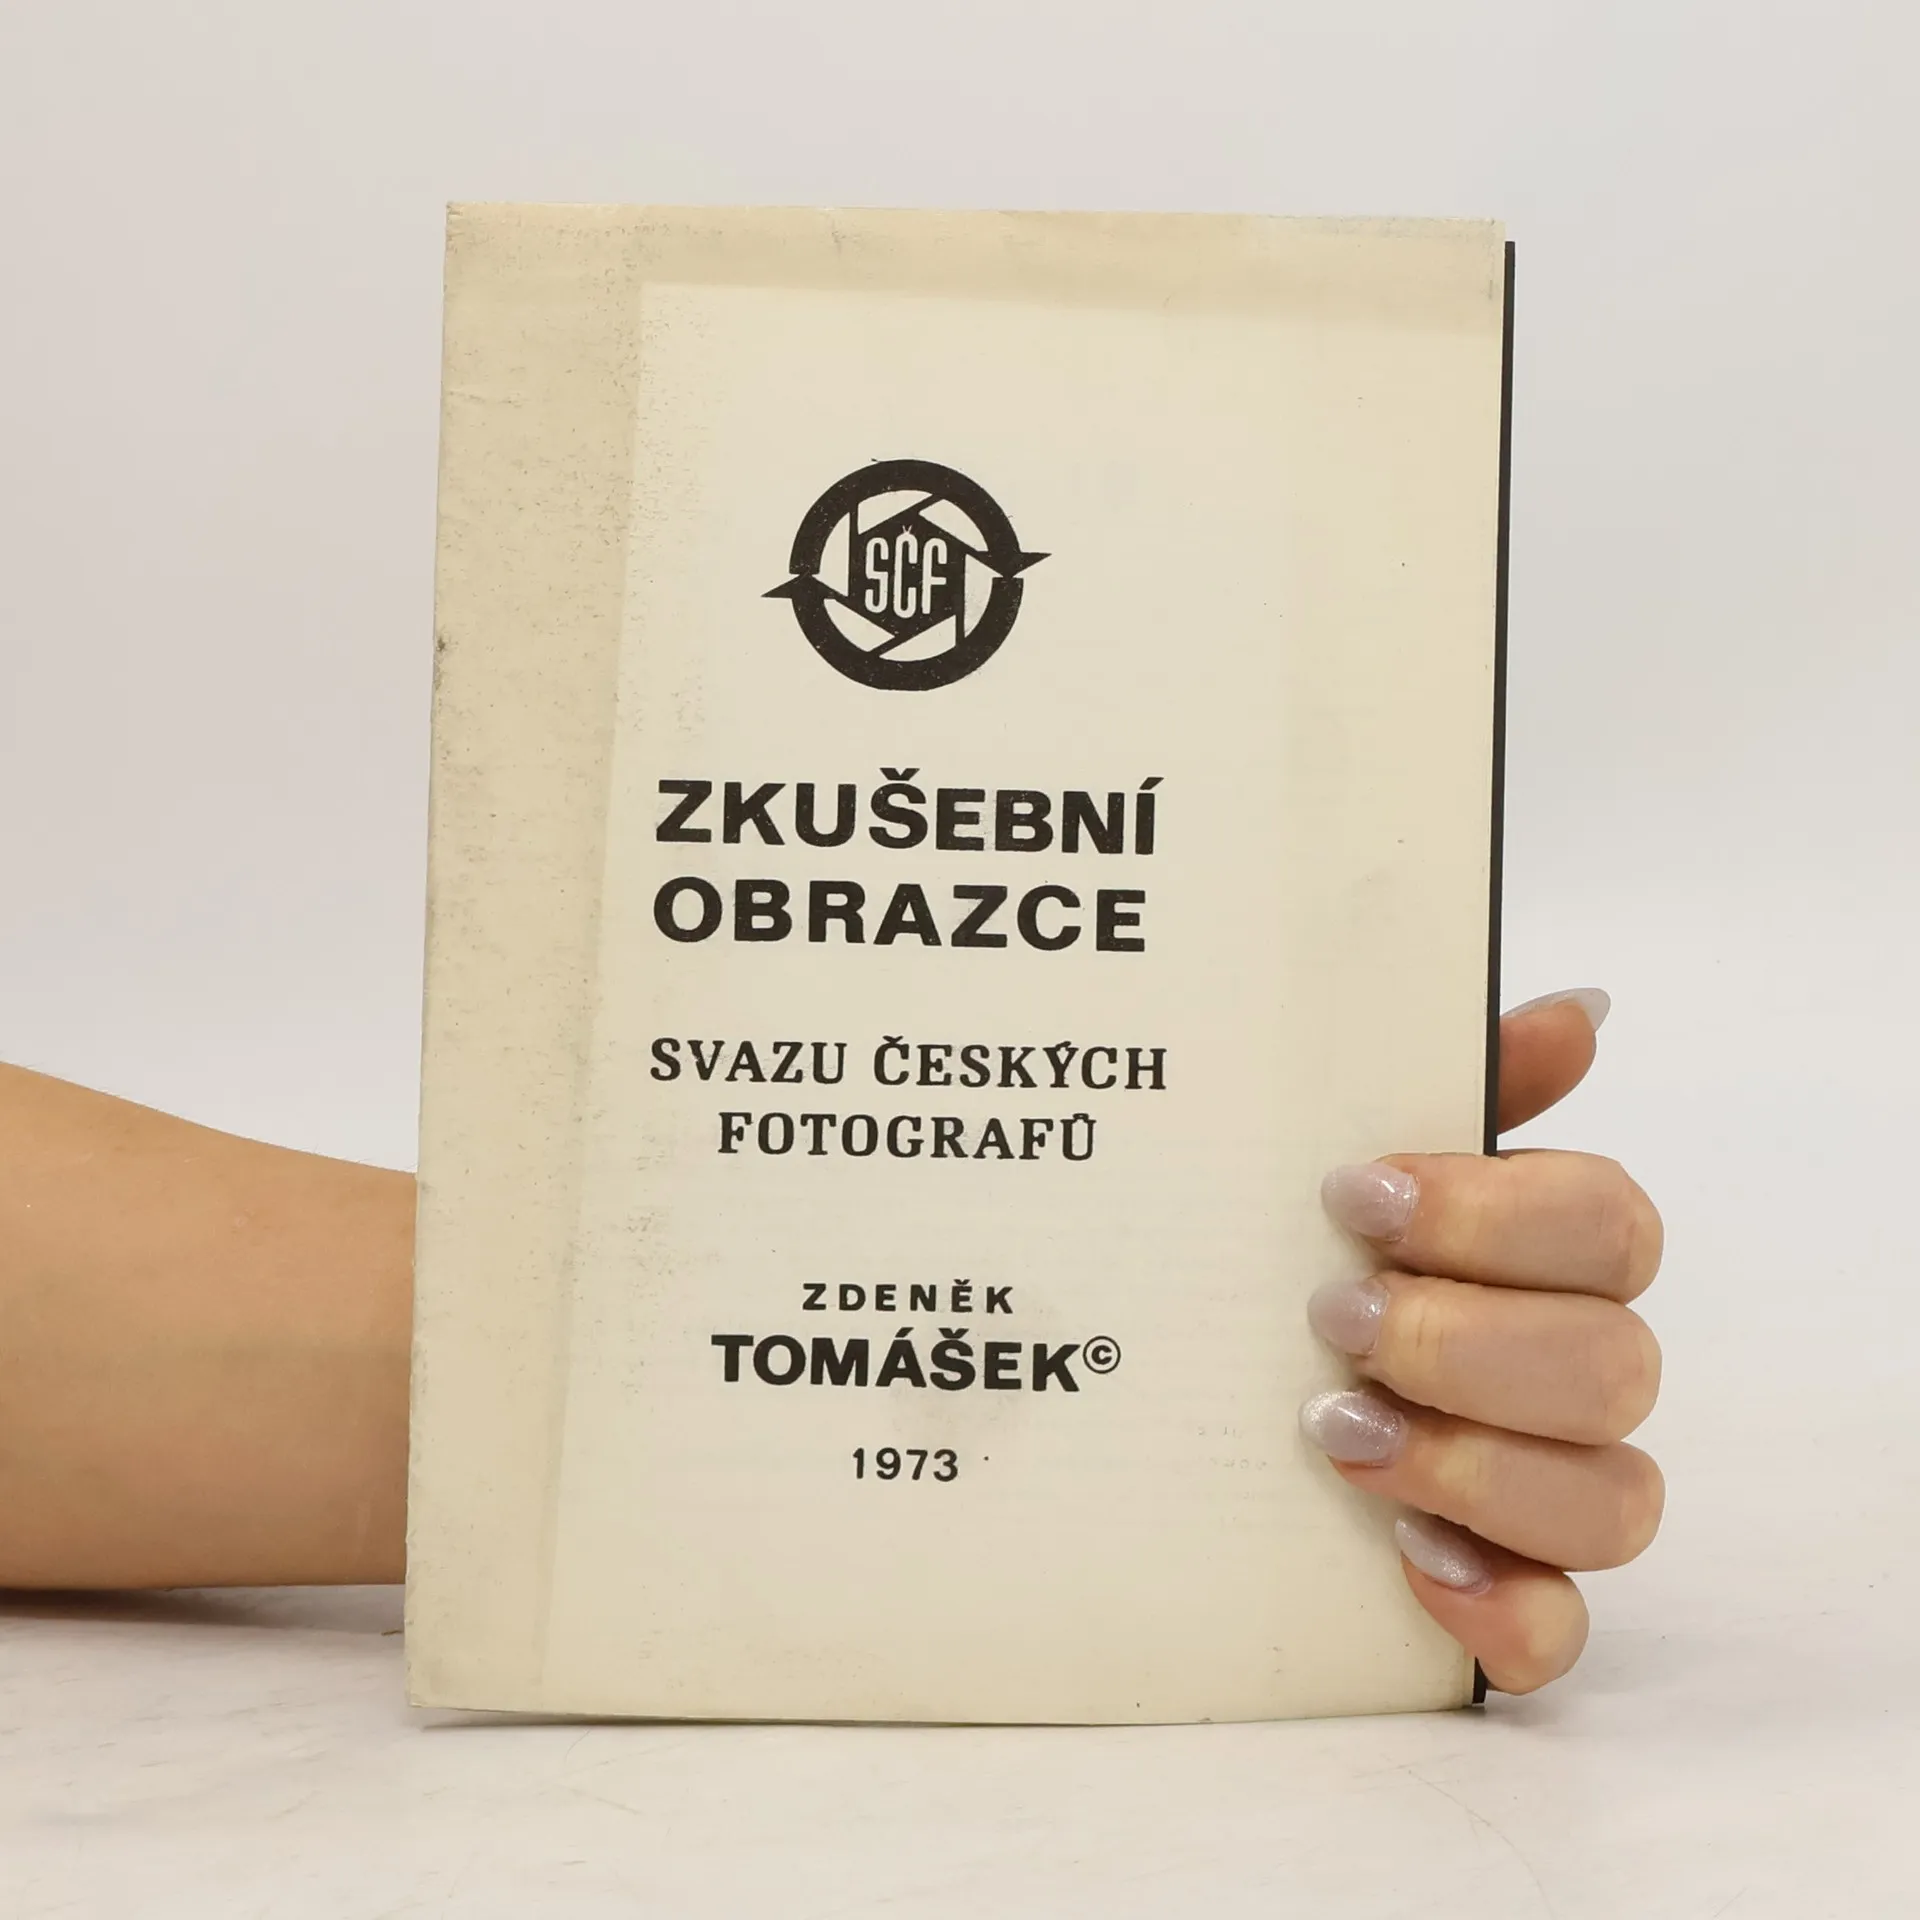 SČF
ZKUŠEBNÍ
OBRAZCE
SVAZU ČESKÝCH
FOTOGRAFŮ
ZDENĚK
TOMÁŠEK©
1973